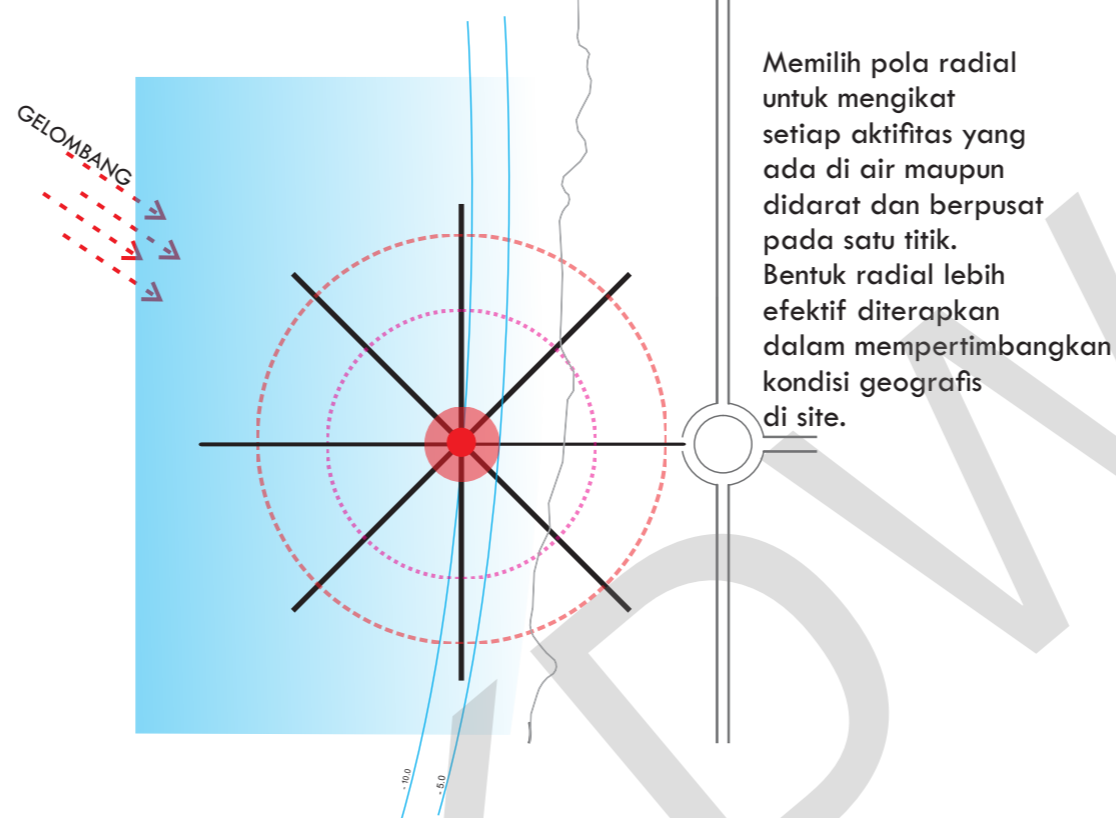 GELOMBANG
Memilih pola radial
untuk mengikat
setiap aktifitas yang
ada di air maupun
didarat dan berpusat
pada satu titik.
Bentuk radial lebih
efektif diterapkan
dalam mempertimbangkan
kondisi geografis
di site.
- 10.0
- 5.0